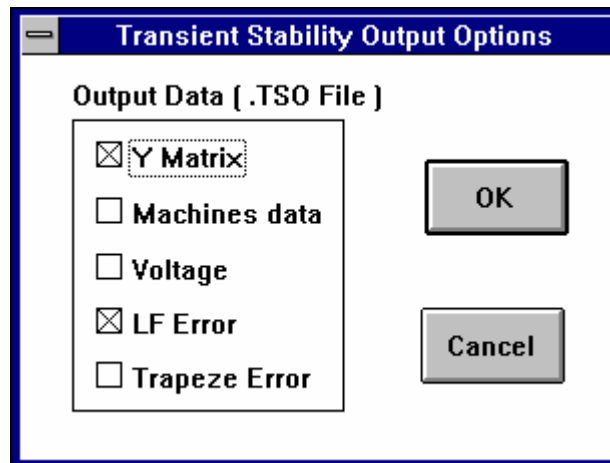 Transient Stability Output Options
Output Data ( .TSO File )
Y Matrix
Machines data
Voltage
LF Error
Trapeze Error
OK
Cancel